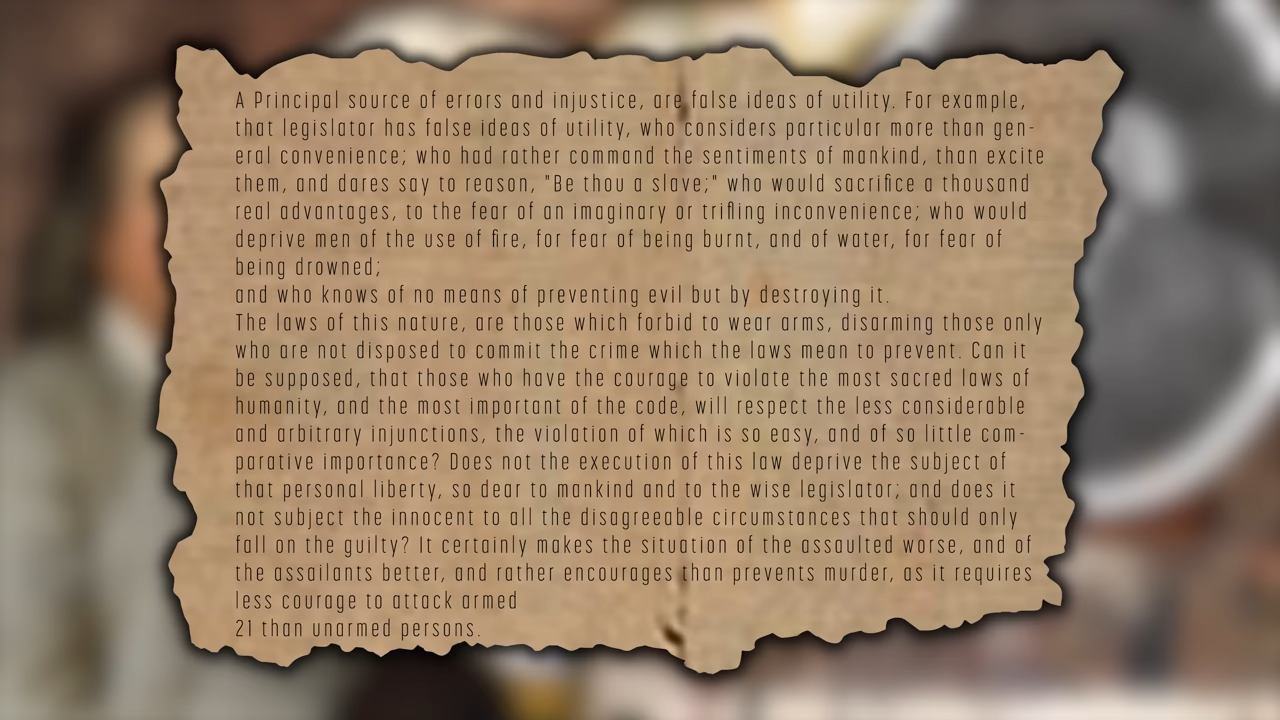 A Principal source of errors and injustice, are false ideas of utility. For example,
that legislator has false ideas of utility, who considers particular more than gen-
eral convenience; who had rather command the sentiments of mankind, than excite
them, and dares say to reason, "Be thou a slave;" who would sacrifice a thousand
real advantages, to the fear of an imaginary or trifling inconvenience; who would
deprive men of the use of fire, for fear of being burnt, and of water, for fear of
being drowned;
and who knows of no means of preventing evil but by destroying it.
The laws of this nature, are those which forbid to wear arms, disarming those only
who are not disposed to commit the crime which the laws mean to prevent. Can it
be supposed, that those who have the courage to violate the most sacred laws of
humanity, and the most important of the code, will respect the less considerable
and arbitrary injunctions, the violation of which is so easy, and of so little com-
parative importance? Does not the execution of this law deprive the subject of
that personal liberty, so dear to mankind and to the wise legislator; and does it
not subject the innocent to all the disagreeable circumstances that should only
fall on the guilty? It certainly makes the situation of the assaulted worse, and of
the assailants better, and rather encourages than prevents murder, as it requires
less courage to attack armed
21 than unarmed persons.